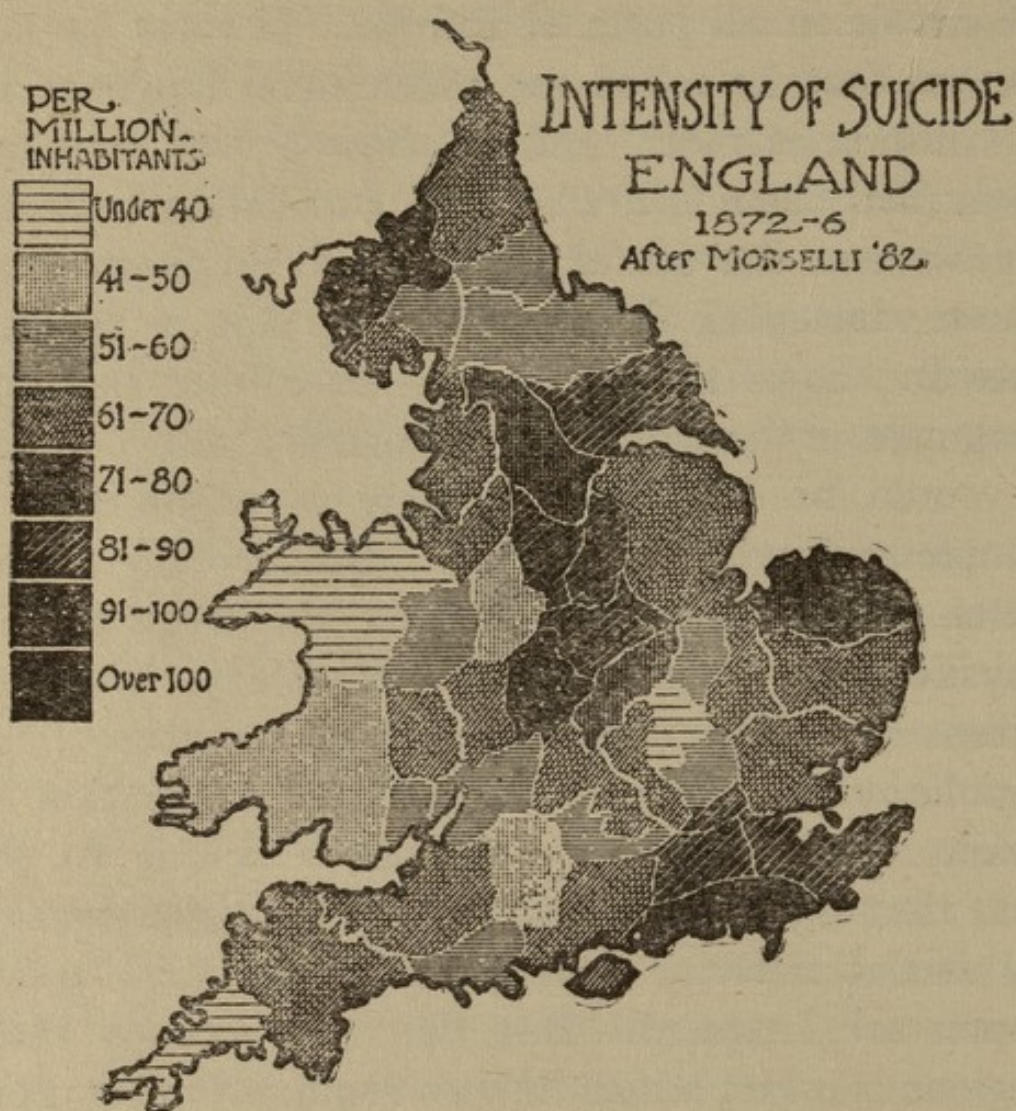 PER
MILLION
INHABITANTS
Under 40
41-50
51-60
61-70
71-80
81-90
91-100
Over 100
INTENSITY OF SUICIDE
ENGLAND
1872-6
After MORSELLI '82